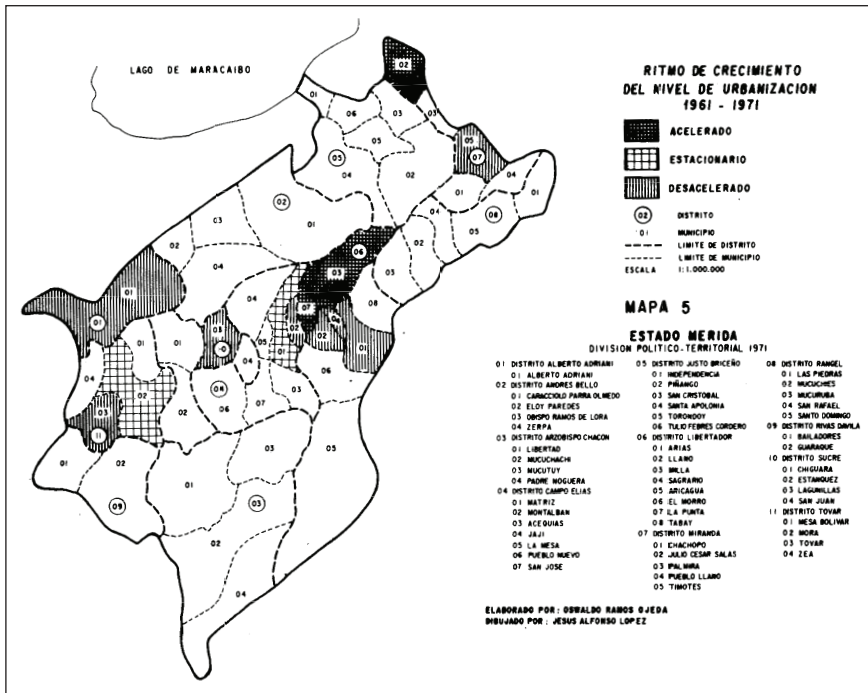 LAGO DE MARACAIBO
RITMO DE CRECIMIENTO
DEL NIVEL DE URBANIZACION
1961 - 1971
ACELERADO
ESTACIONARIO
DESACELERADO
02 DISTRITO
01 MUNICIPIO
LIMITE DE DISTRITO
LIMITE DE MUNICIPIO
ESCALA 1:1.000.000
MAPA 5
ESTADO MERIDA
DIVISION POLITICO-TERRITORIAL 1971
01 DISTRITO ALBERTO ADRIANI
01 ALBERTO ADRIANI
02 DISTRITO ANDRES BELLO
01 CARACCIOLO PARRA OLMEDO
02 ELOY PAREDES
03 OBISPO RAMOS DE LORA
04 ZERPA
03 DISTRITO ARZOBISPO CHACON
01 LIBERTAD
02 MUCUCHACHI
03 MUCUTUY
04 PADRE NOGUERA
04 DISTRITO CAMPO ELIAS
01 MATRIZ
02 MONTALBAN
03 ACEQUIAS
04 JAJI
05 LA MESA
06 PUEBLO NUEVO
07 SAN JOSE
05 DISTRITO JUSTO BRICEÑO
01 INDEPENDENCIA
02 PIÑANGO
03 SAN CRISTOBAL
04 SANTA APOLONIA
05 TORONDOY
06 TULIO FEBRES CORDERO
06 DISTRITO LIBERTADOR
01 ARIAS
02 LLANO
03 MILLA
04 SAGRARIO
05 ARICAGUA
06 EL MORRO
07 LA PUNTA
08 TABAY
07 DISTRITO MIRANDA
01 CHACHOPO
02 JULIO CESAR SALAS
03 PALMIRA
04 PUEBLO LLANO
05 TIMOTES
08 DISTRITO RANGEL
01 LAS PIEDRAS
02 MUCUCHIES
03 MUCURUBA
04 SAN RAFAEL
05 SANTO DOMINGO
09 DISTRITO RIVAS DAVILA
01 BAILADORES
02 GUARAQUE
10 DISTRITO SUCRE
01 CHIGUARA
02 ESTANQUEZ
03 LAGUNILLAS
04 SAN JUAN
11 DISTRITO TOVAR
01 MESA BOLIVAR
02 MORA
03 TOVAR
04 ZEA
ELABORADO POR: OSWALDO RAMOS OJEDA
DIBUJADO POR: JESUS ALFONSO LOPEZ